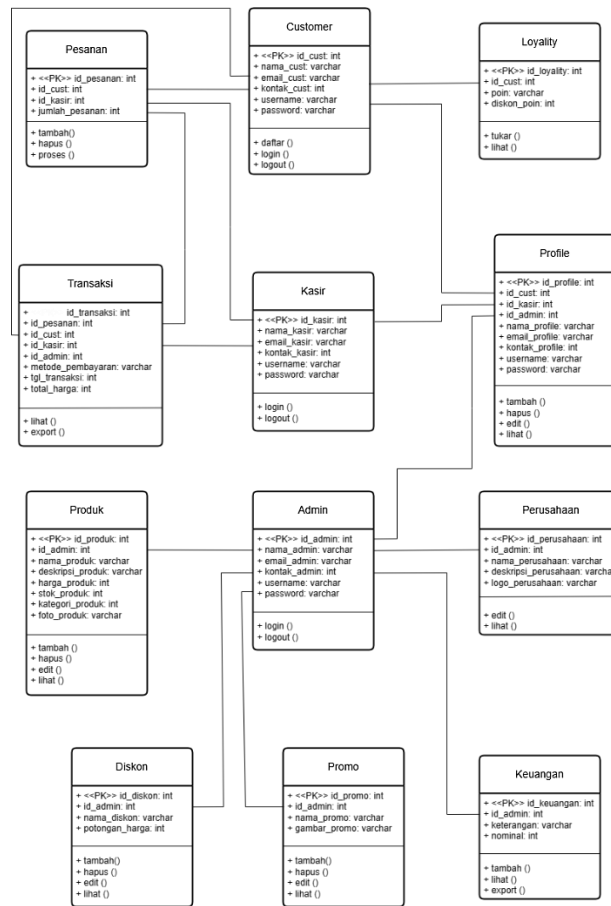 Pesanan
+ <<PK>> id_pesanan: int
+ id_cust: int
+ id_kasir: int
+ jumlah_pesanan: int
+ tambah()
+ hapus ()
+ proses ()
Customer
+ <<PK>> id_cust: int
+ nama_cust: varchar
+ email_cust: varchar
+ kontak_cust: int
+ username: varchar
+ password: varchar
+ daftar ()
+ login ()
+ logout ()
Loyality
+ <<PK>> id_loyality: int
+ id_cust: int
+ poin: varchar
+ diskon_poin: int
+ tukar ()
+ lihat ()
Transaksi
+ id_transaksi: int
+ id_pesanan: int
+ id_cust: int
+ id_kasir: int
+ id_admin: int
+ metode_pembayaran: varchar
+ tgl_transaksi: int
+ total_harga: int
+ lihat ()
+ export ()
Kasir
+ <<PK>> id_kasir: int
+ nama_kasir: varchar
+ email_kasir: varchar
+ kontak_kasir: int
+ username: varchar
+ password: varchar
+ login ()
+ logout ()
Profile
+ <<PK>> id_profile: int
+ id_cust: int
+ id_kasir: int
+ id_admin: int
+ nama_profile: varchar
+ email_profile: varchar
+ kontak_profile: int
+ username: varchar
+ password: varchar
+ tambah ()
+ hapus ()
+ edit ()
+ lihat ()
Produk
+ <<PK>> id_produk: int
+ id_admin: int
+ nama_produk: varchar
+ deskripsi_produk: varchar
+ harga_produk: int
+ stok_produk: int
+ kategori_produk: int
+ foto_produk: varchar
+ tambah ()
+ hapus ()
+ edit ()
+ lihat ()
Admin
+ <<PK>> id_admin: int
+ nama_admin: varchar
+ email_admin: varchar
+ kontak_admin: int
+ username: varchar
+ password: varchar
+ login ()
+ logout ()
Perusahaan
+ <<PK>> id_perusahaan: int
+ id_admin: int
+ nama_perusahaan: varchar
+ deskripsi_perusahaan: varchar
+ logo_perusahaan: varchar
+ edit ()
+ lihat ()
Diskon
+ <<PK>> id_diskon: int
+ id_admin: int
+ nama_diskon: varchar
+ potongan_harga: int
+ tambah()
+ hapus ()
+ edit ()
+ lihat ()
Promo
+ <<PK>> id_promo: int
+ id_admin: int
+ nama_promo: varchar
+ gambar_promo: varchar
+ tambah()
+ hapus ()
+ edit ()
+ lihat ()
Keuangan
+ <<PK>> id_keuangan: int
+ id_admin: int
+ keterangan: varchar
+ nominal: int
+ tambah ()
+ lihat ()
+ export ()